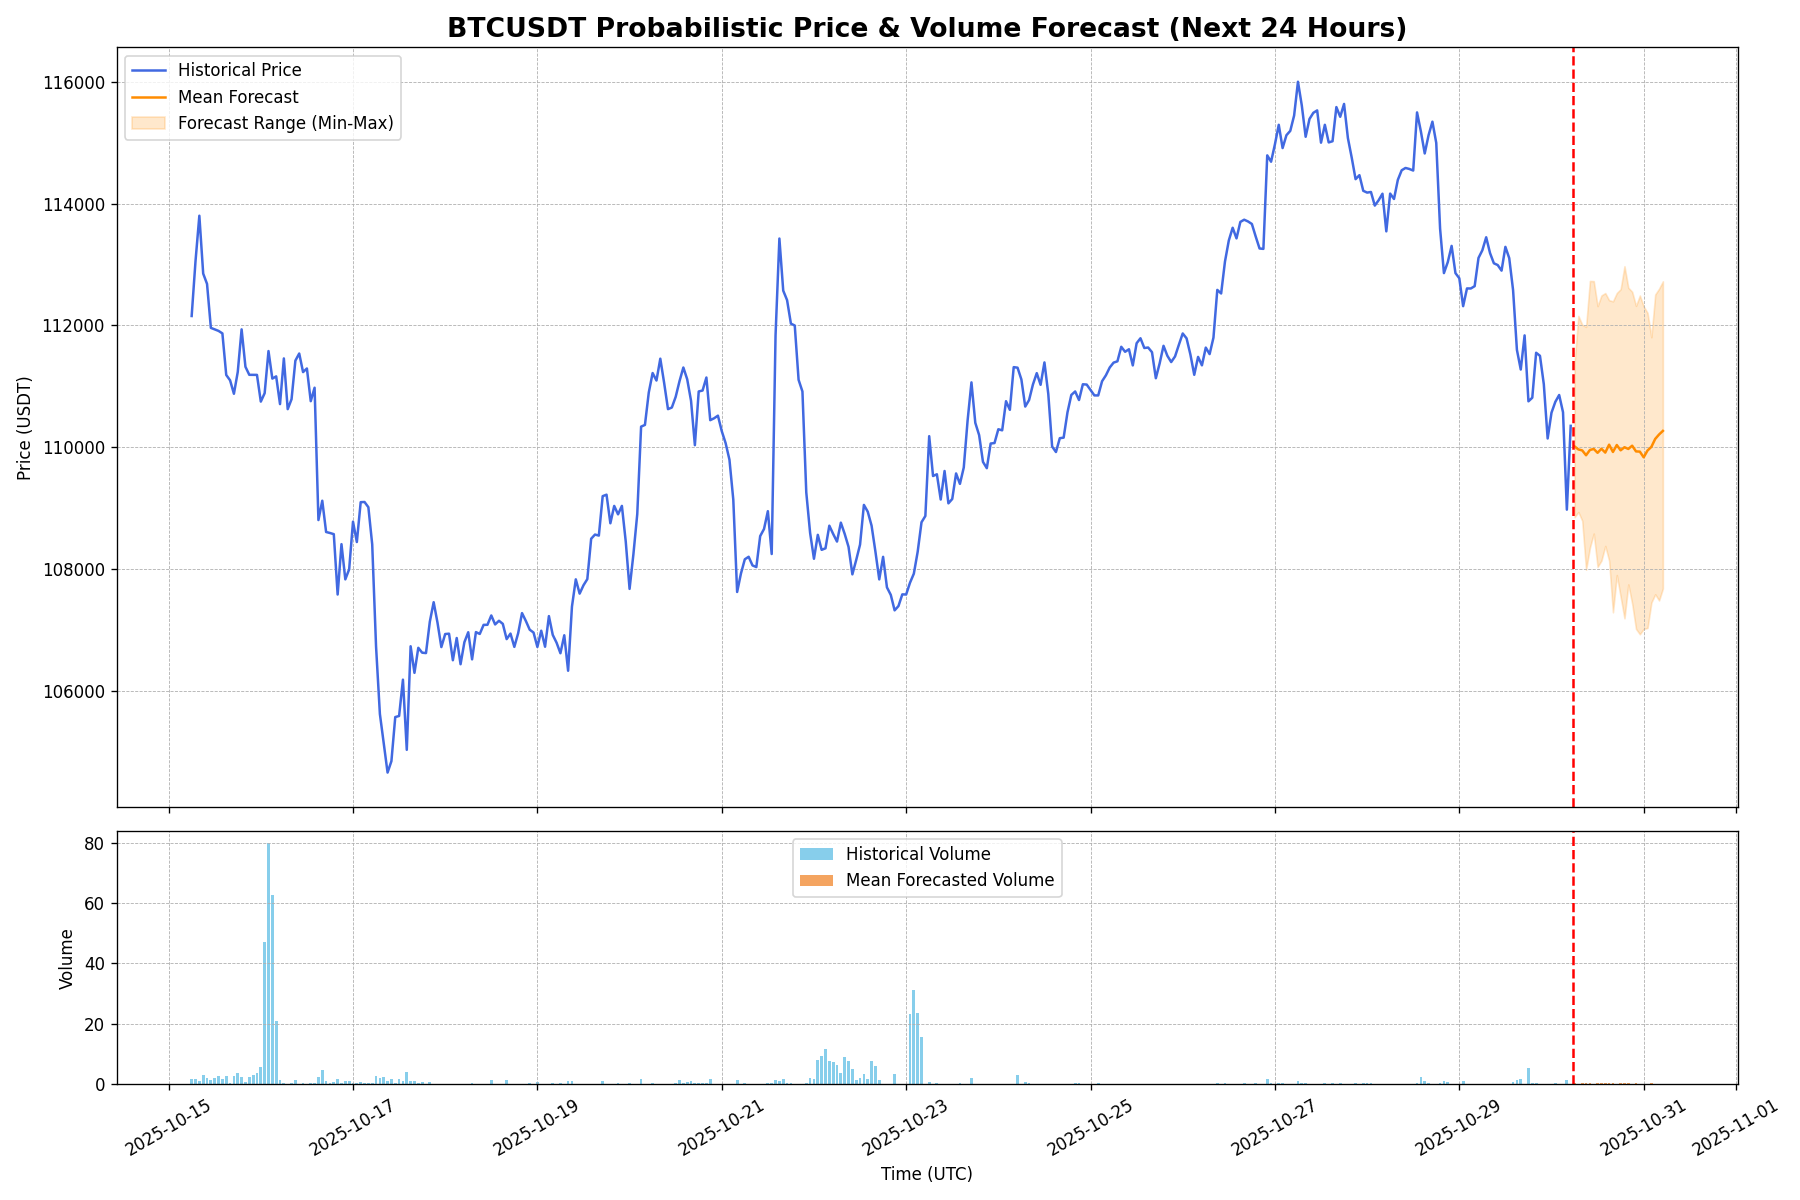 BTCUSDT Probabilistic Price & Volume Forecast (Next 24 Hours)
Historical Price
Mean Forecast
Forecast Range (Min-Max)
116000
114000
112000
110000
108000
106000
Price (USDT)
Historical Volume
Mean Forecasted Volume
80
60
40
20
0
Volume
2025-10-15
2025-10-17
2025-10-19
2025-10-21
2025-10-23
2025-10-25
2025-10-27
2025-10-29
2025-10-31
2025-11-01
Time (UTC)